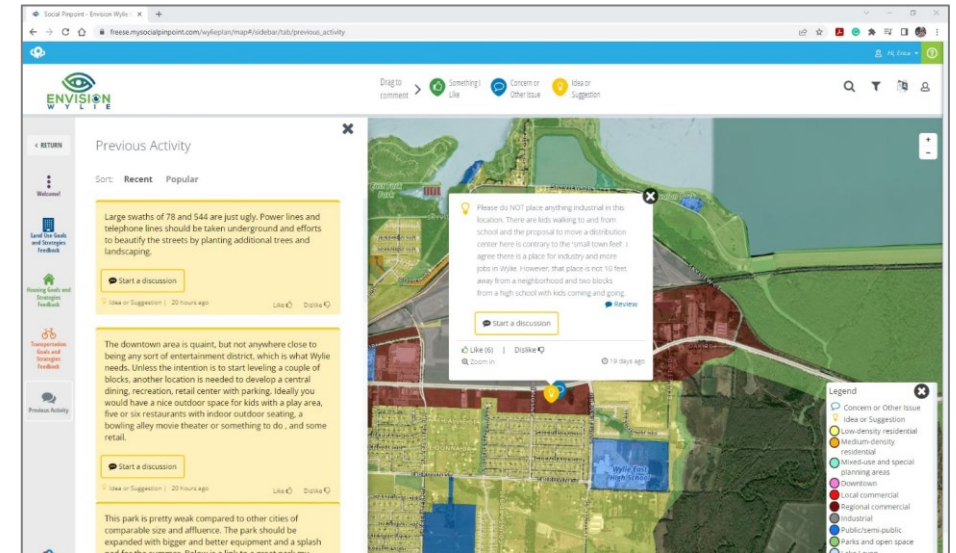 Social Pinpoint - Envision Wylie -
freese.mysocialpinpoint.com/wylieplan/map#/sidebar/tab/previous_activity
Hi, Erica
ENVISION
WYLIE
Drag to
comment
Something I
Like
Concern or
Other Issue
Idea or
Suggestion
< RETURN
Welcome!
Land Use Goals
and Strategies
Feedback
Housing Goals and
Strategies
Feedback
Transportation
Goals and
Strategies
Feedback
Previous Activity
Previous Activity
Sort: Recent Popular
Large swaths of 78 and 544 are just ugly. Power lines and
telephone lines should be taken underground and efforts
to beautify the streets by planting additional trees and
landscaping.
Start a discussion
Idea or Suggestion | 20 hours ago
Like Dislike
The downtown area is quaint, but not anywhere close to
being any sort of entertainment district, which is what Wylie
needs. Unless the intention is to start leveling a couple of
blocks, another location is needed to develop a central
dining, recreation, retail center with parking. Ideally you
would have a nice outdoor space for kids with a play area,
five or six restaurants with indoor outdoor seating, a
bowling alley movie theater or something to do , and some
retail.
Start a discussion
Idea or Suggestion | 20 hours ago
Like Dislike
This park is pretty weak compared to other cities of
comparable size and affluence. The park should be
expanded with bigger and better equipment and a splash
pad for the summer. Below is a link to a great park my
Please do NOT place anything industrial in this
location. There are kids walking to and from
school and the proposal to move a distribution
center here is contrary to the 'small town feel'. I
agree there is a place for industry and more
jobs in Wylie. However, that place is not 10 feet
away from a neighborhood and two blocks
from a high school with kids coming and going.
Review
Start a discussion
Like (6) | Dislike
Zoom in
19 days ago
Wylie East
High School
+
-
Legend
Concern or Other Issue
Idea or Suggestion
Low-density residential
Medium-density
residential
Mixed-use and special
planning areas
Downtown
Local commercial
Regional commercial
Industrial
Public/semi-public
Parks and open space